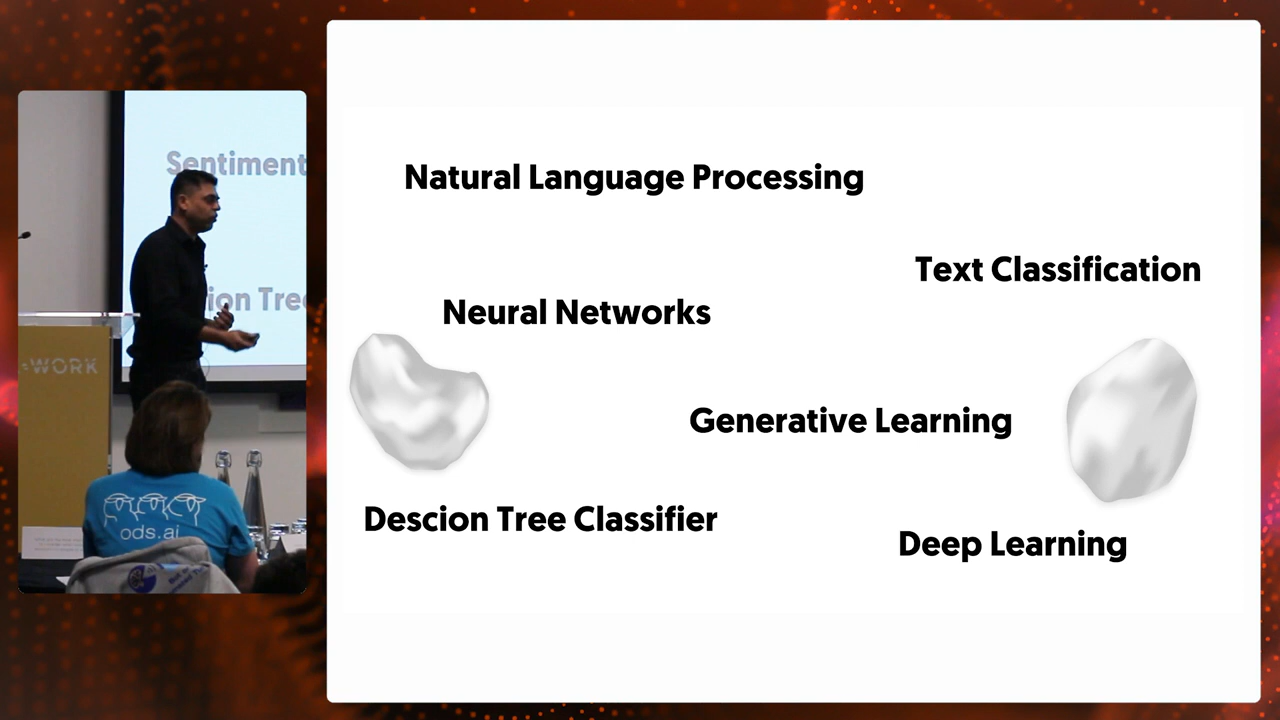 Sentiment
ion Tree
-WORK
ods.ai
Natural Language Processing
Text Classification
Neural Networks
Generative Learning
Descion Tree Classifier
Deep Learning